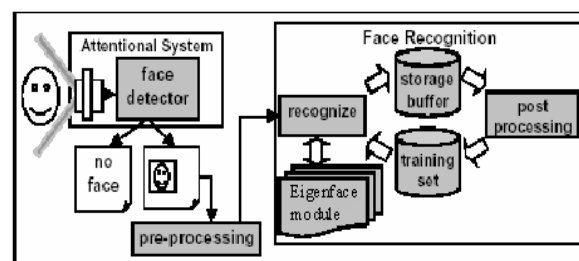 Attentional System
face
detector
no
face
pre-processing
Face Recognition
recognize
storage
buffer
post
processing
training
set
Eigenface
module